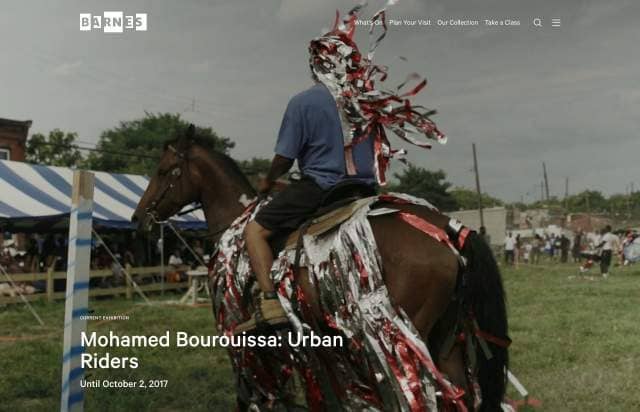 BARNES
What's On Plan Your Visit Our Collection Take a Class
CURRENT EXHIBITION
Mohamed Bourouissa: Urban
Riders
Until October 2, 2017